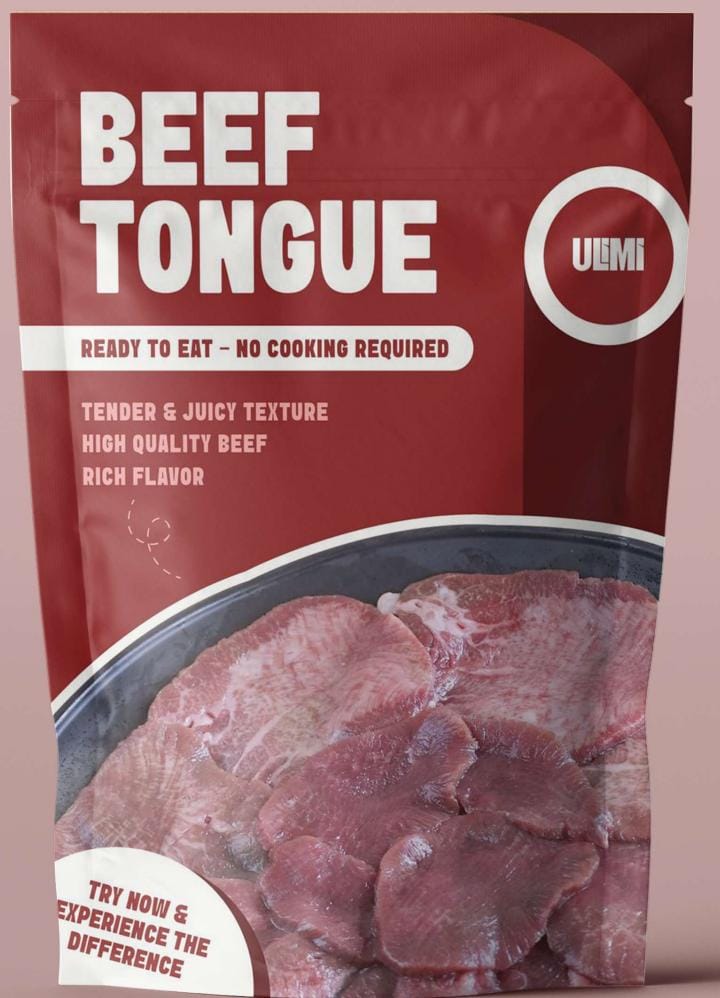 BEEF
TONGUE
ULIMI
READY TO EAT – NO COOKING REQUIRED
TENDER & JUICY TEXTURE
HIGH QUALITY BEEF
RICH FLAVOR
TRY NOW &
EXPERIENCE THE
DIFFERENCE